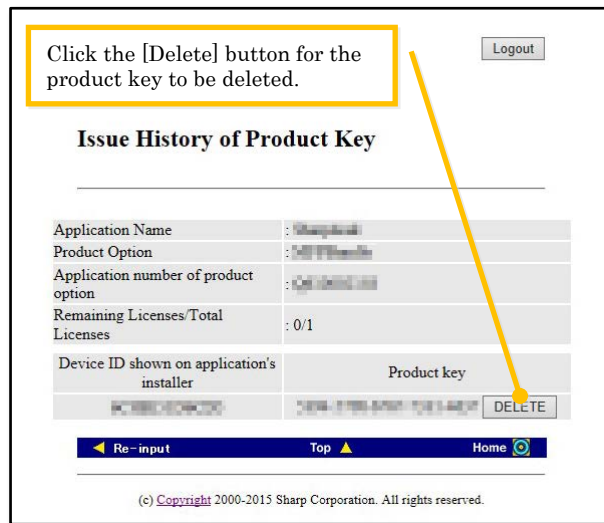 Click the [Delete] button for the
product key to be deleted.
Logout
Issue History of Product Key
Application Name :
Product Option :
Application number of product
option :
Remaining Licenses/Total
Licenses : 0/1
Device ID shown on application's
installer
Product key
DELETE
Re-input Top Home
(c) Copyright 2000-2015 Sharp Corporation. All rights reserved.